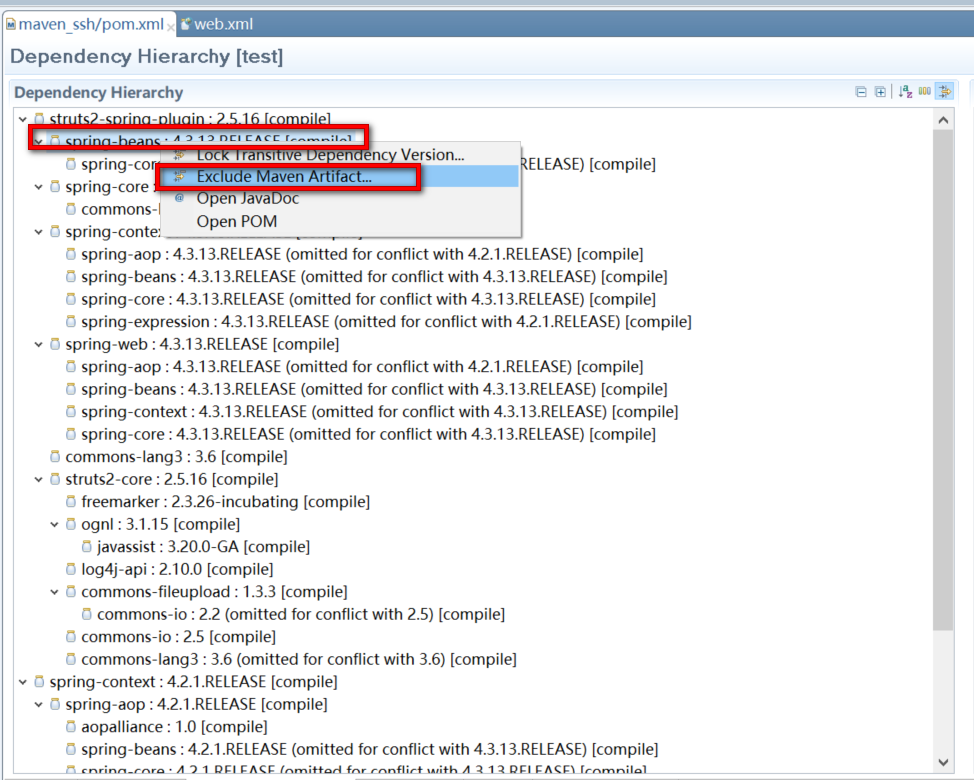 maven_ssh/pom.xml
web.xml
Dependency Hierarchy [test]
Dependency Hierarchy
struts2-spring-plugin : 2.5.16 [compile]
spring-beans : 4.3.13.RELEASE [compile]
Lock Transitive Dependency Version...
spring-core
RELEASE) [compile]
Exclude Maven Artifact...
spring-core
Open JavaDoc
commons-
Open POM
spring-conte
spring-aop : 4.3.13.RELEASE (omitted for conflict with 4.2.1.RELEASE) [compile]
spring-beans : 4.3.13.RELEASE (omitted for conflict with 4.3.13.RELEASE) [compile]
spring-core : 4.3.13.RELEASE (omitted for conflict with 4.3.13.RELEASE) [compile]
spring-expression : 4.3.13.RELEASE (omitted for conflict with 4.2.1.RELEASE) [compile]
spring-web : 4.3.13.RELEASE [compile]
spring-aop : 4.3.13.RELEASE (omitted for conflict with 4.2.1.RELEASE) [compile]
spring-beans : 4.3.13.RELEASE (omitted for conflict with 4.3.13.RELEASE) [compile]
spring-context : 4.3.13.RELEASE (omitted for conflict with 4.3.13.RELEASE) [compile]
spring-core : 4.3.13.RELEASE (omitted for conflict with 4.3.13.RELEASE) [compile]
commons-lang3 : 3.6 [compile]
struts2-core : 2.5.16 [compile]
freemarker : 2.3.26-incubating [compile]
ognl : 3.1.15 [compile]
javassist : 3.20.0-GA [compile]
log4j-api : 2.10.0 [compile]
commons-fileupload : 1.3.3 [compile]
commons-io : 2.2 (omitted for conflict with 2.5) [compile]
commons-io : 2.5 [compile]
commons-lang3 : 3.6 (omitted for conflict with 3.6) [compile]
spring-context : 4.2.1.RELEASE [compile]
spring-aop : 4.2.1.RELEASE [compile]
aopalliance : 1.0 [compile]
spring-beans : 4.2.1.RELEASE (omitted for conflict with 4.3.13.RELEASE) [compile]
spring-core : 4.2.1.RELEASE (omitted for conflict with 4.3.13.RELEASE) [compile]